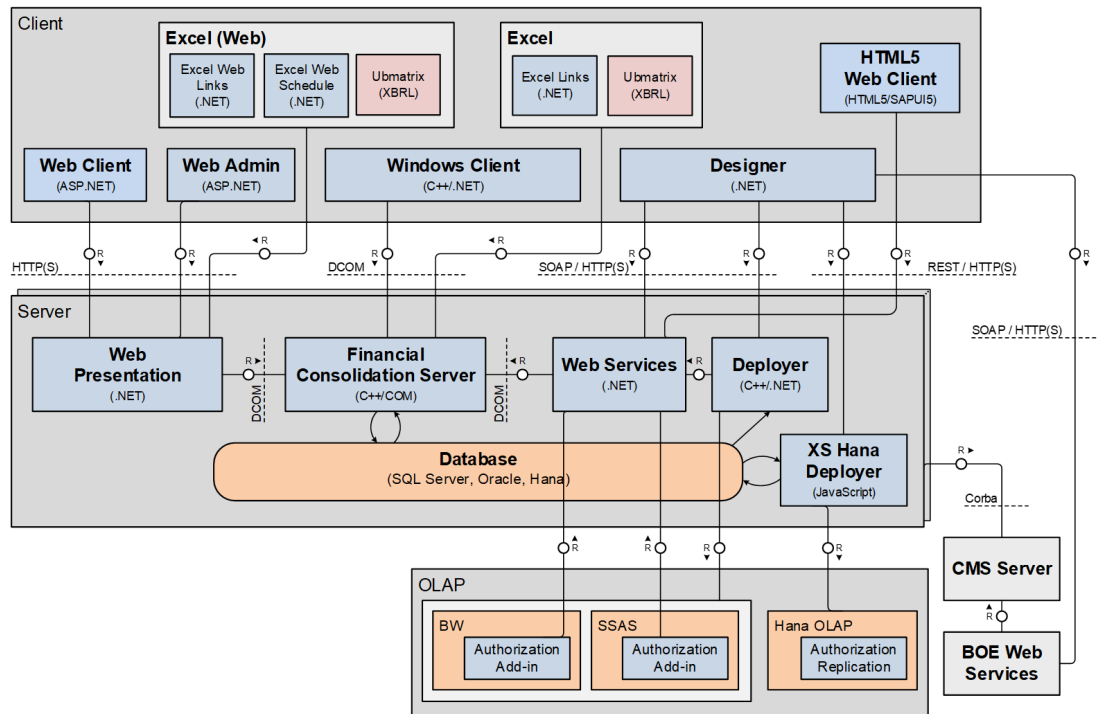 Client
Excel (Web)
Excel Web
Links
(.NET)
Excel Web
Schedule
(.NET)
Ubmatrix
(XBRL)
Excel
Excel Links
(.NET)
Ubmatrix
(XBRL)
HTML5
Web Client
(HTML5/SAPUI5)
Web Client
(ASP.NET)
Web Admin
(ASP.NET)
Windows Client
(C++/.NET)
Designer
(.NET)
R
R
R
R
R
R
R
R
R
R
HTTP(S)
DCOM
SOAP / HTTP(S)
REST / HTTP(S)
SOAP / HTTP(S)
Server
Web
Presentation
(.NET)
R
DCOM
Financial
Consolidation Server
(C++/COM)
DCOM
R
Web Services
(.NET)
R
Deployer
(C++/.NET)
Database
(SQL Server, Oracle, Hana)
XS Hana
Deployer
(JavaScript)
R
Corba
R
R
R
R
OLAP
BW
Authorization
Add-in
SSAS
Authorization
Add-in
Hana OLAP
Authorization
Replication
CMS Server
R
BOE Web
Services